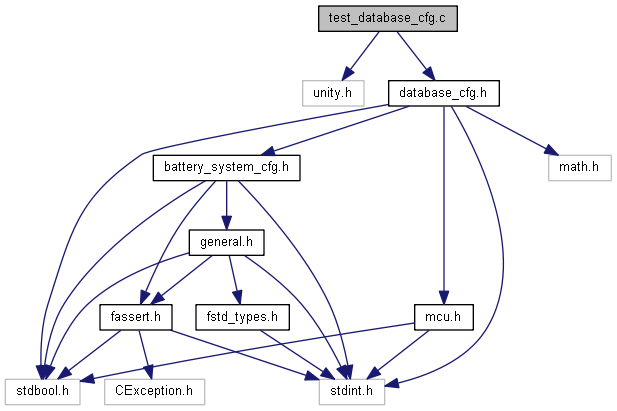 test_database_cfg.c
unity.h
database_cfg.h
battery_system_cfg.h
math.h
general.h
fassert.h
fstd_types.h
mcu.h
stdbool.h
CException.h
stdint.h